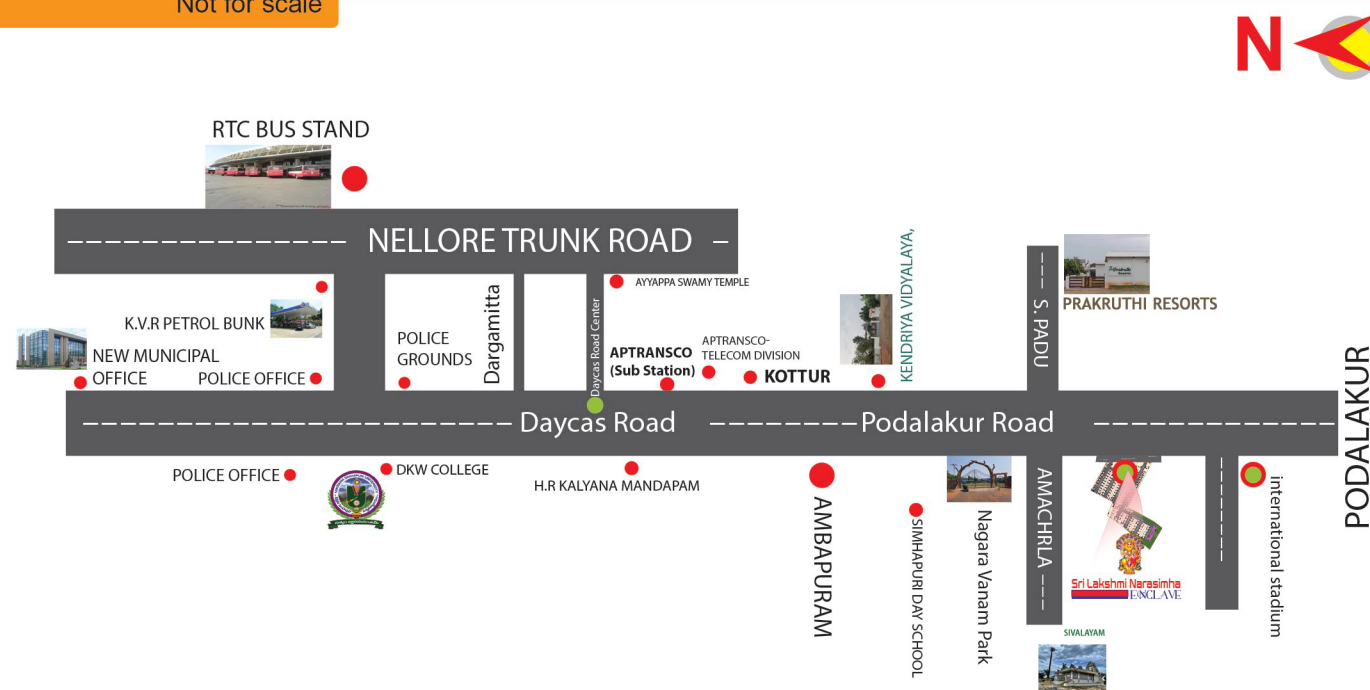 Not for scale
N
RTC BUS STAND
NELLORE TRUNK ROAD
AYYAPPA SWAMY TEMPLE
K.V.R PETROL BUNK
NEW MUNICIPAL
OFFICE
POLICE OFFICE
POLICE
GROUNDS
Dargamitta
Daycas Road Center
APTRANSCO
(Sub Station)
APTRANSCO-
TELECOM DIVISION
KOTTUR
KENDRIYA VIDYALAYA,
S. PADU
PRAKRUTHI RESORTS
PODALAKUR
Daycas Road
Podalakur Road
POLICE OFFICE
DKW COLLEGE
H.R KALYANA MANDAPAM
AMBAPURAM
SIMHAPURI DAY SCHOOL
Nagara Vanam Park
AMACHRLA
Sri Lakshmi Narasimha
ENCLAVE
international stadium
SIVALAYAM